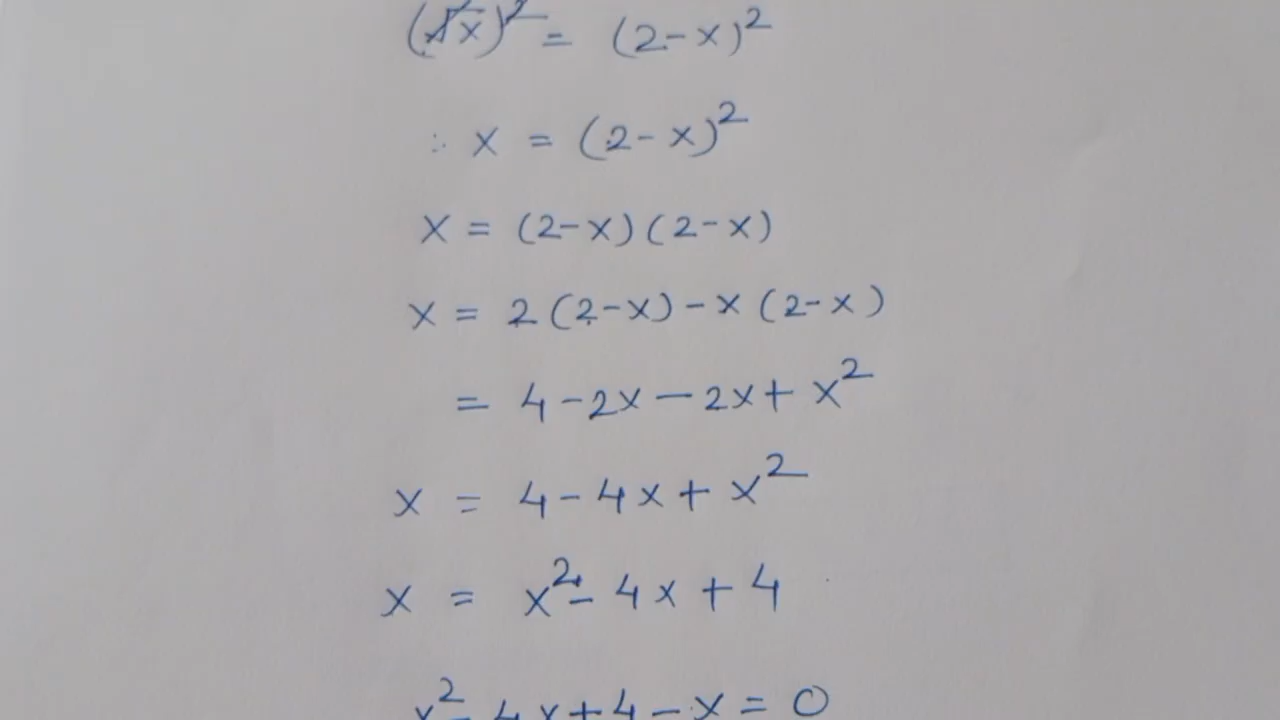 (√x)² = (2-x)²
∴ x = (2-x)²
x = (2-x)(2-x)
x = 2(2-x)-x(2-x)
= 4-2x-2x+x²
x = 4-4x+x²
x = x²-4x+4
x²-4x+4-x=0